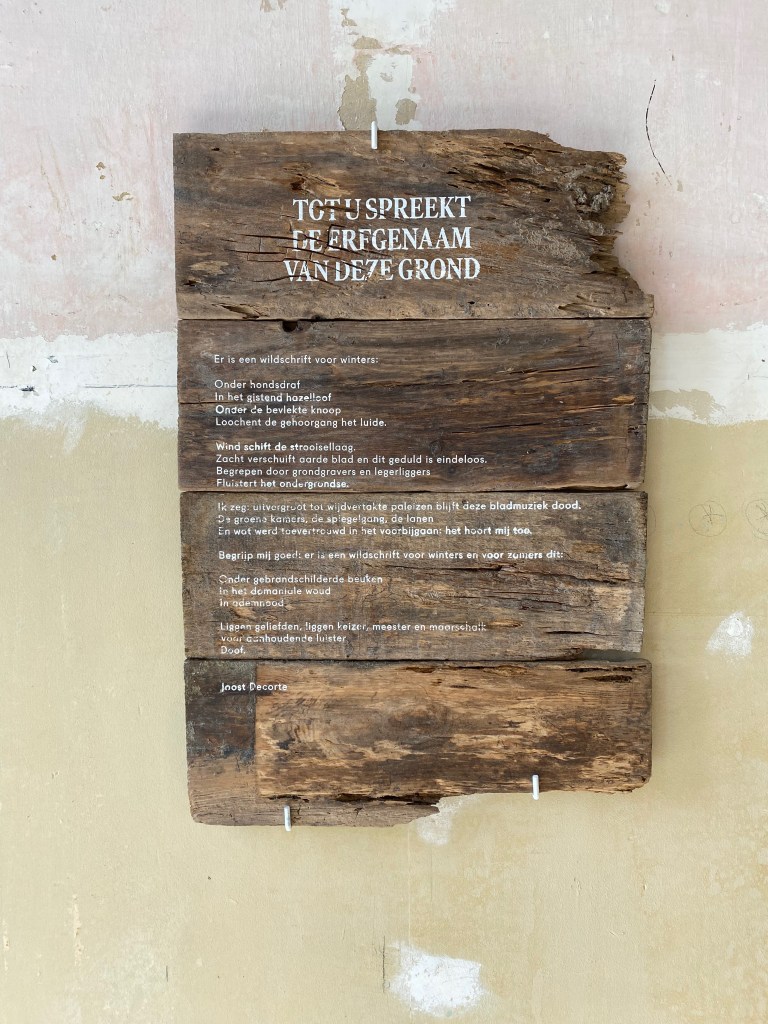 TOT U SPREEKT
DE ERFGENAAM
VAN DEZE GROND
Er is een wildschrift voor winters:
Onder hondsdraf
In het gistend hazelloof
Onder de bevlekte knoop
Loochent de gehoorgang het luide.
Wind schift de strooisellaag.
Zacht verschuift aarde blad en dit geduld is eindeloos.
Begrepen door grondgravers en legerliggers
Fluistert het ondergrondse.
Ik zeg: uitvergroot tot wijdvertakte paleizen blijft deze bladmuziek dood.
De groene kamers, de spiegelgang, de lanen
En wat werd toevertrouwd in het voorbijgaan: het hoort mij toe.
Begrijp mij goed: er is een wildschrift voor winters en voor zomers dit:
Onder gebrandschilderde beuken
In het domaniale woud
In ademnood
Liggen geliefden, liggen keizer, meester en maarschalk
voor aanhoudende luister
Doof.
Joost Decorte